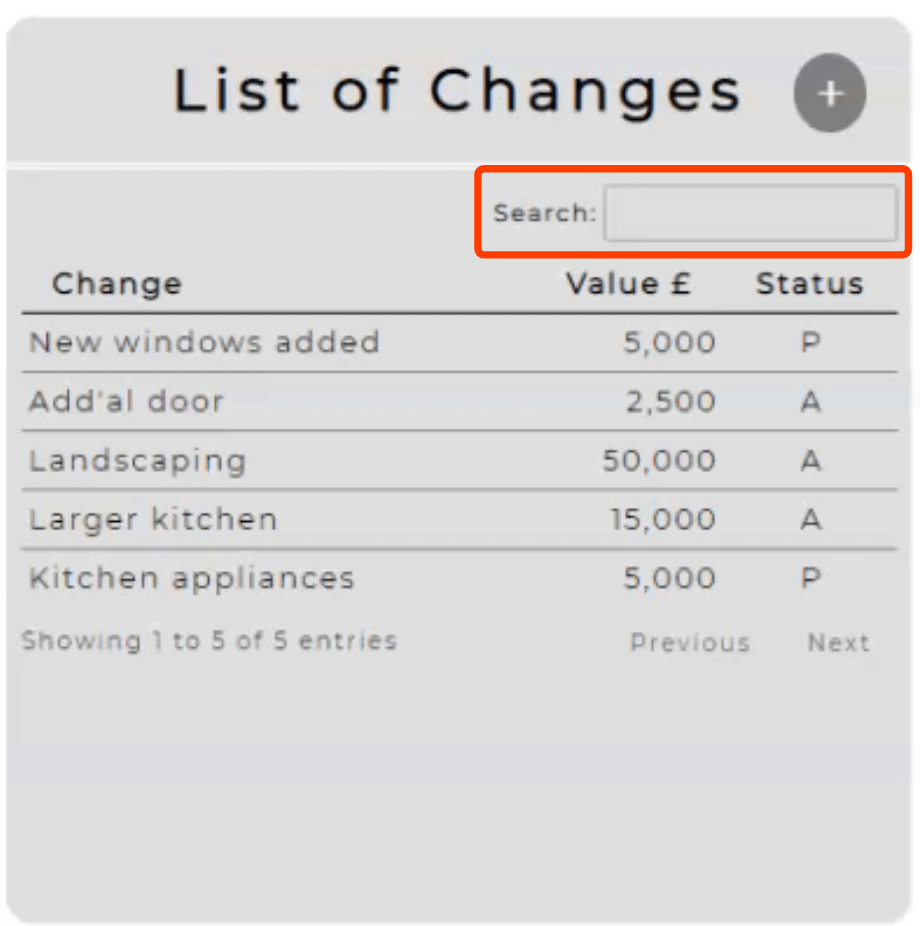 List of Changes +
Search:
Change Value £ Status
New windows added 5,000 P
Add'al door 2,500 A
Landscaping 50,000 A
Larger kitchen 15,000 A
Kitchen appliances 5,000 P
Showing 1 to 5 of 5 entries Previous Next